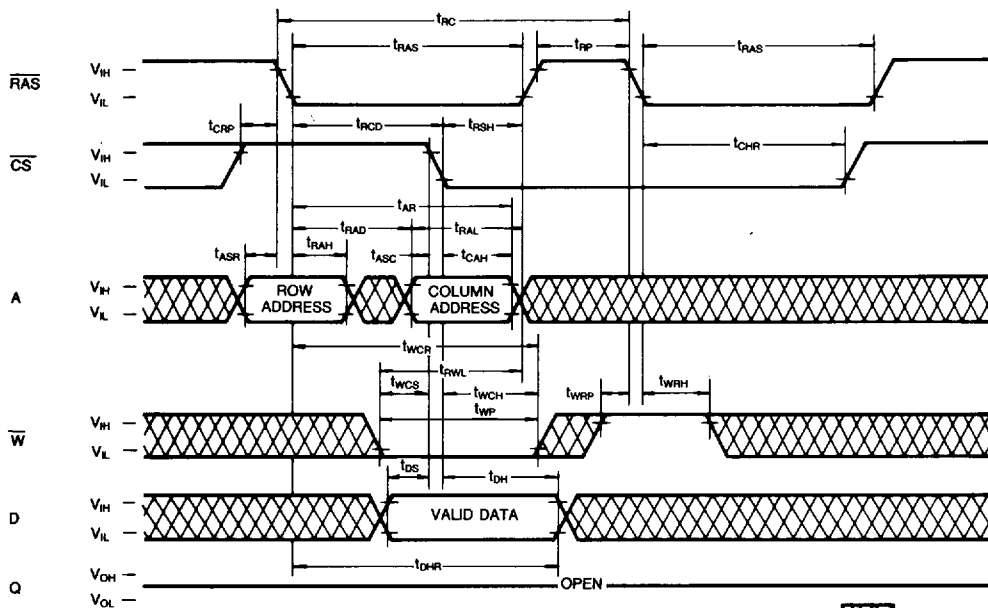 tRC
tRAS tRP tRAS
RAS VIH
VIL
tCRP tRCD tRSH tCHR
CS VIH
VIL
tAR
tRAD tRAL
tASR tRAH tASC tCAH
A VIH ROW ADDRESS COLUMN ADDRESS
VIL
tWCR
tRWL
tWCS tWCH tWRP tWRH
tWP
W VIH
VIL
tDS tDH
D VIH VALID DATA
VIL
tDHR
Q VOH OPEN
VOL